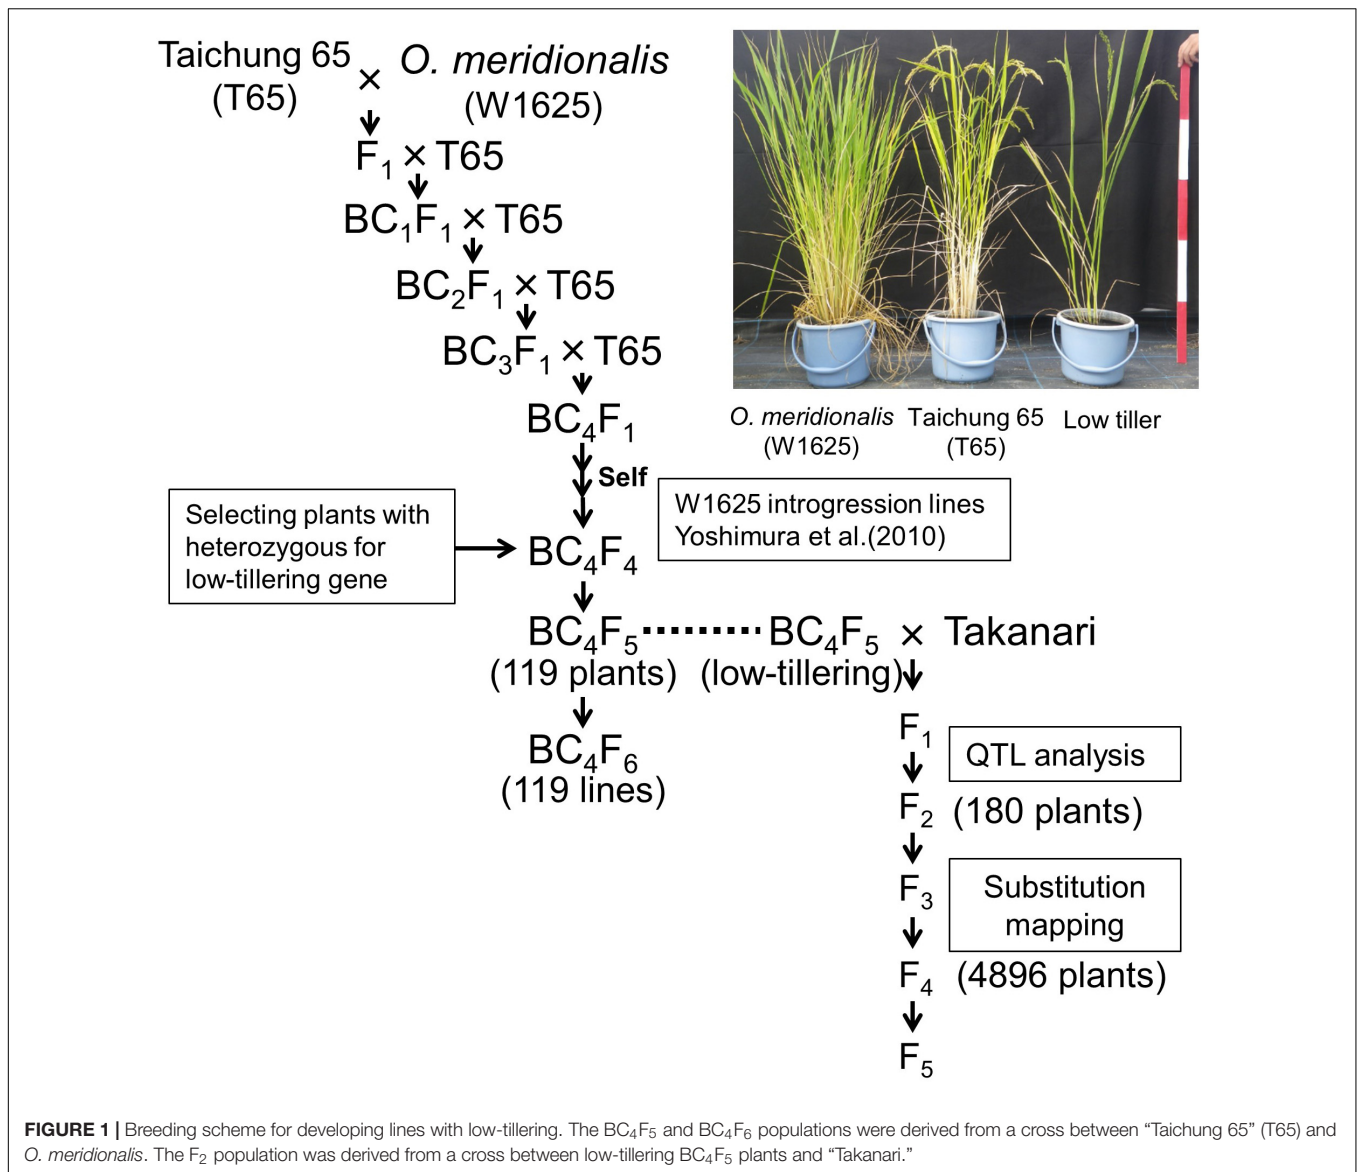 Taichung 65 × O. meridionalis
(T65) (W1625)
F₁ × T65
BC₁F₁ × T65
BC₂F₁ × T65
BC₃F₁ × T65
BC₄F₁
O. meridionalis Taichung 65 Low tiller
(W1625) (T65)
Self
W1625 introgression lines
Yoshimura et al.(2010)
Selecting plants with
heterozygous for
low-tillering gene
BC₄F₄
BC₄F₅ BC₄F₅ × Takanari
(119 plants) (low-tillering)
BC₄F₆
(119 lines)
F₁
QTL analysis
F₂ (180 plants)
F₃
Substitution
mapping
F₄ (4896 plants)
F₅
FIGURE 1 | Breeding scheme for developing lines with low-tillering. The BC₄F₅ and BC₄F₆ populations were derived from a cross between “Taichung 65” (T65) and
O. meridionalis. The F₂ population was derived from a cross between low-tillering BC₄F₅ plants and “Takanari.”